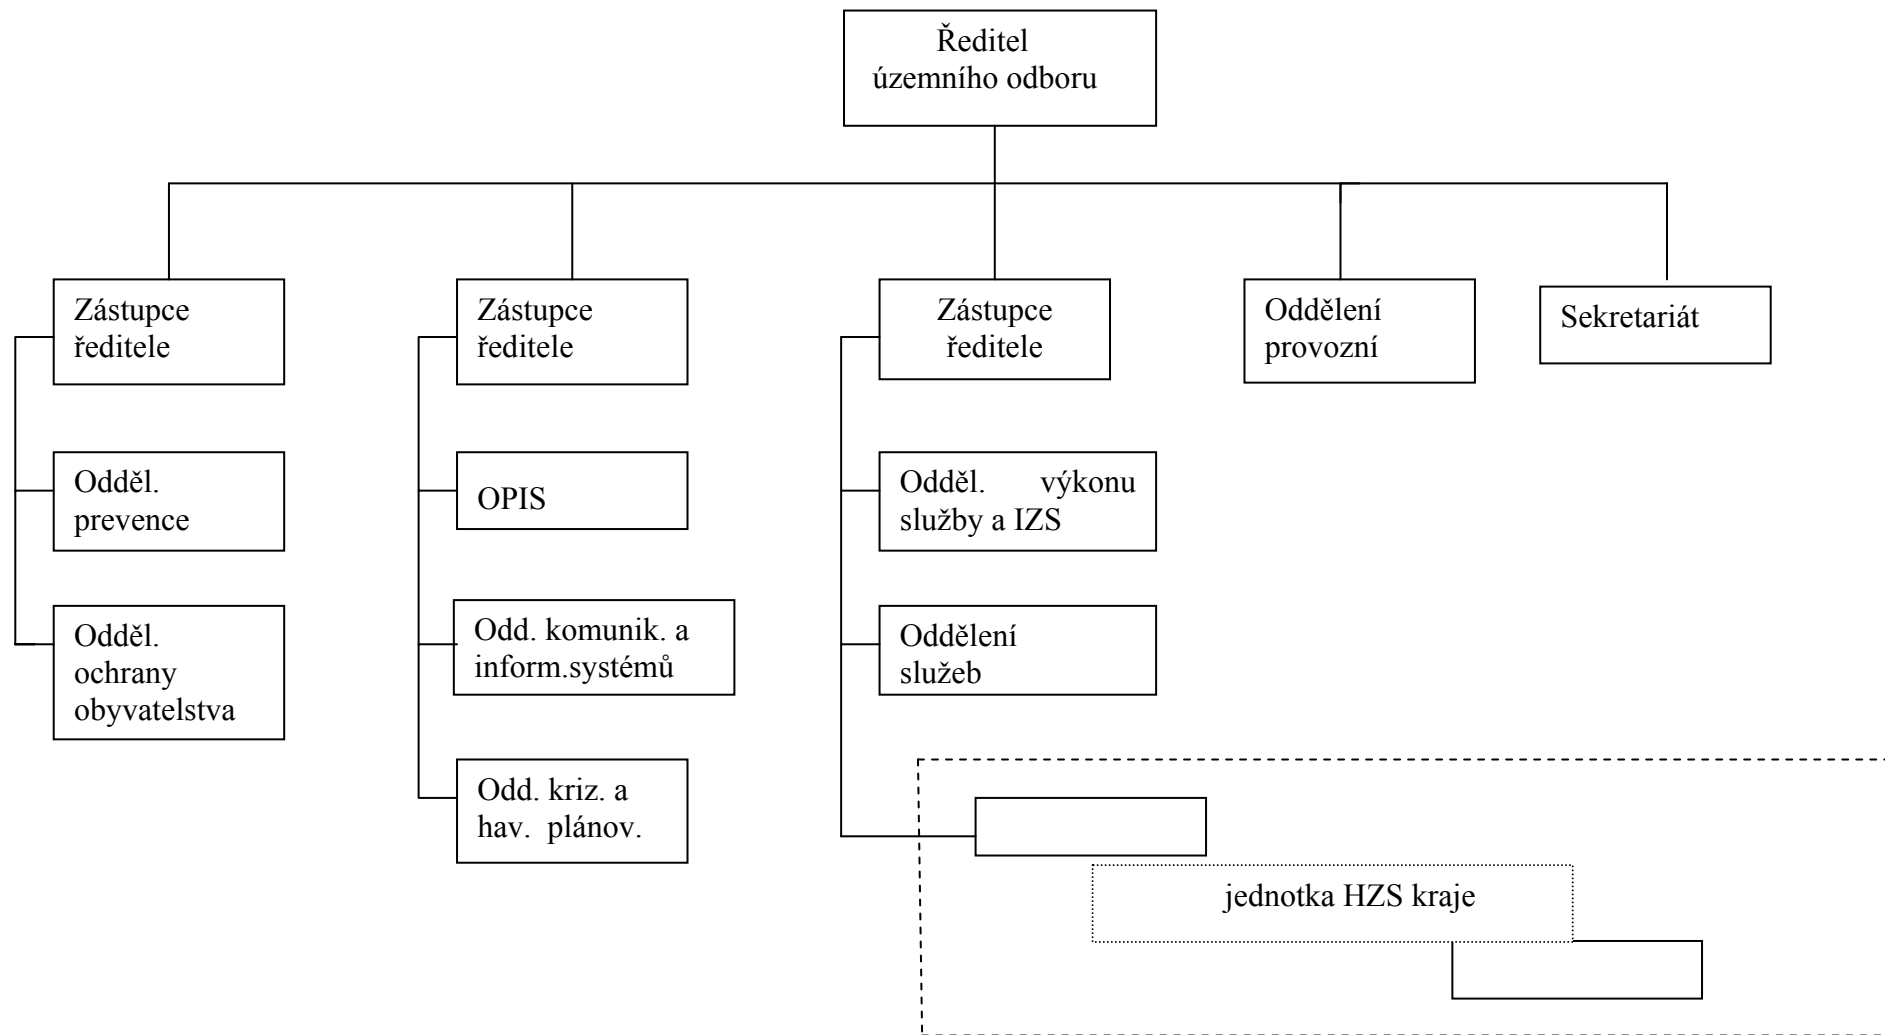 Ředitel
územního odboru
Zástupce
ředitele
Zástupce
ředitele
Zástupce
ředitele
Oddělení
provozní
Sekretariát
Odděl.
prevence
OPIS
Odděl. výkonu
služby a IZS
Odděl.
ochrany
obyvatelstva
Odd. komunik. a
inform.systémů
Oddělení
služeb
Odd. kriz. a
hav. plánov.
jednotka HZS kraje